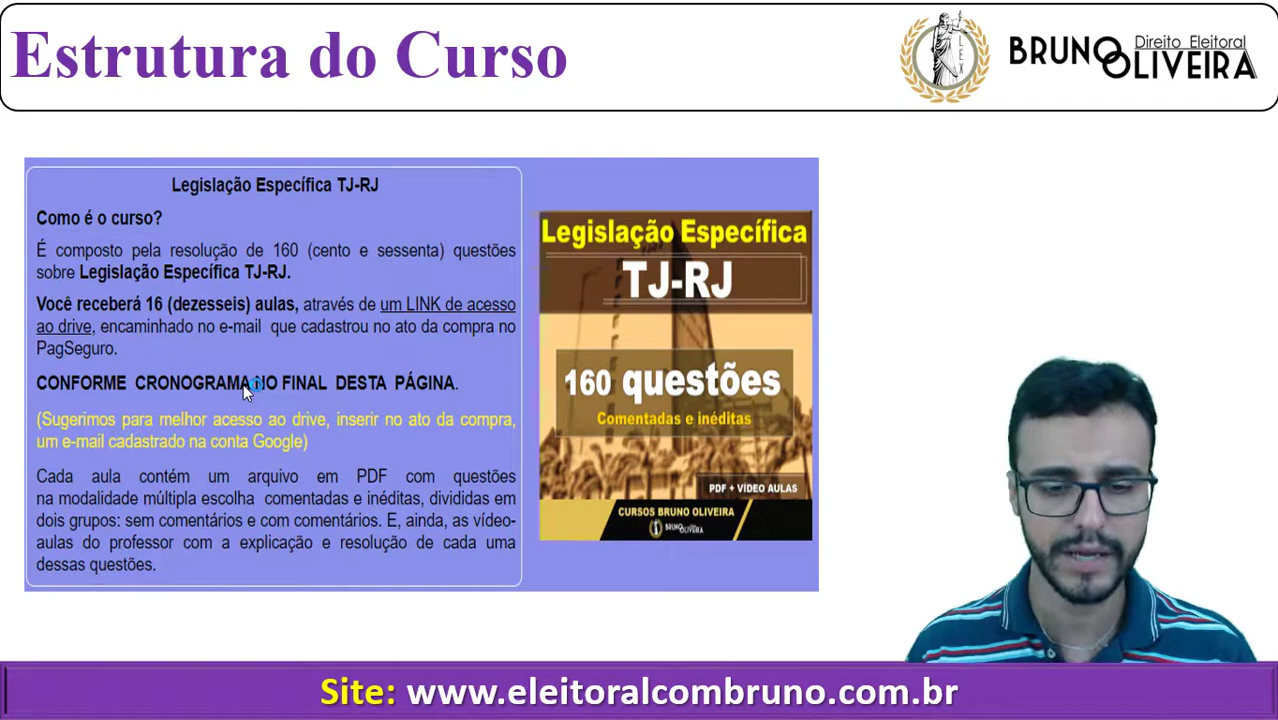 Estrutura do Curso
LEX
BRUNO OLIVEIRA
Direito Eleitoral
Legislação Específica TJ-RJ
Como é o curso?
É composto pela resolução de 160 (cento e sessenta) questões
sobre Legislação Específica TJ-RJ.
Você receberá 16 (dezesseis) aulas, através de um LINK de acesso
ao drive, encaminhado no e-mail que cadastrou no ato da compra no
PagSeguro.
CONFORME CRONOGRAMA NO FINAL DESTA PÁGINA.
(Sugerimos para melhor acesso ao drive, inserir no ato da compra,
um e-mail cadastrado na conta Google)
Cada aula contém um arquivo em PDF com questões
na modalidade múltipla escolha comentadas e inéditas, divididas em
dois grupos: sem comentários e com comentários. E, ainda, as vídeo-
aulas do professor com a explicação e resolução de cada uma
dessas questões.
Legislação Específica
TJ-RJ
160 questões
Comentadas e inéditas
PDF + VÍDEO AULAS
CURSOS BRUNO OLIVEIRA
BRUNO OLIVEIRA
Site: www.eleitoralcombruno.com.br